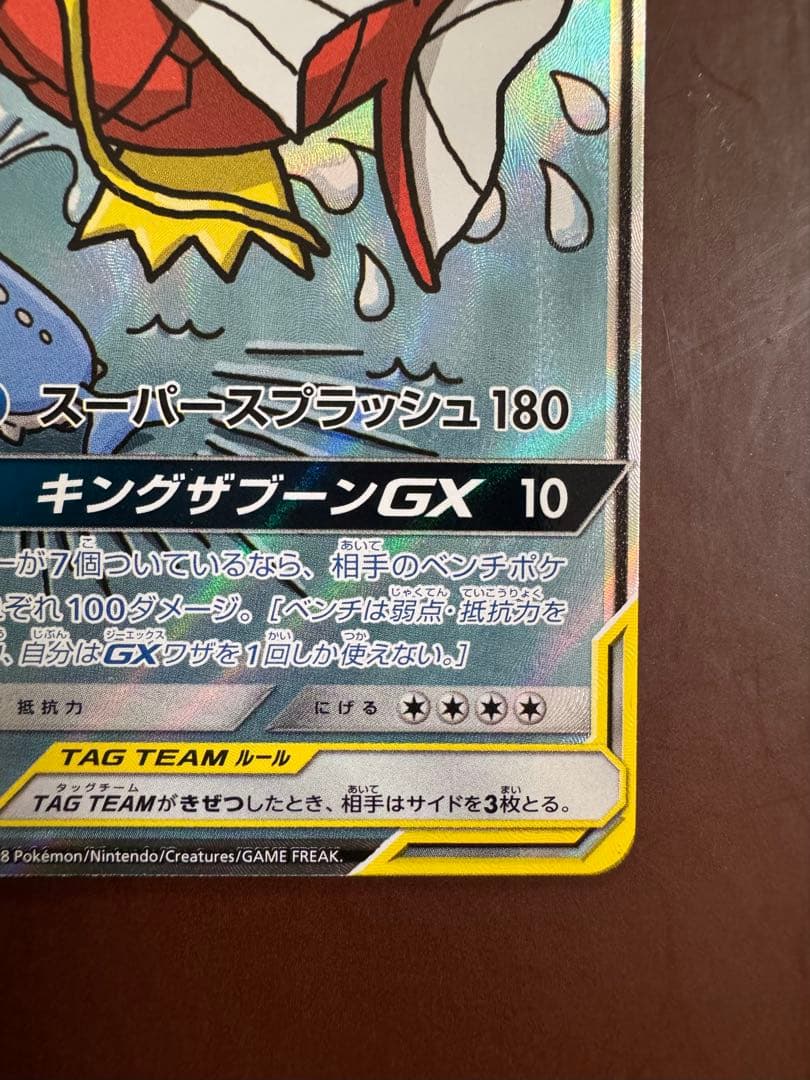 スーパースプラッシュ 180
キングザブーンGX 10
ーが7個ついているなら、相手のベンチポケ
ぞれ100ダメージ。[ベンチは弱点・抵抗力を
、自分はGXワザを1回しか使えない。]
抵抗力 にげる
TAG TEAM ルール
TAG TEAMがきぜつしたとき、相手はサイドを3枚とる。
8 Pokémon/Nintendo/Creatures/GAME FREAK.